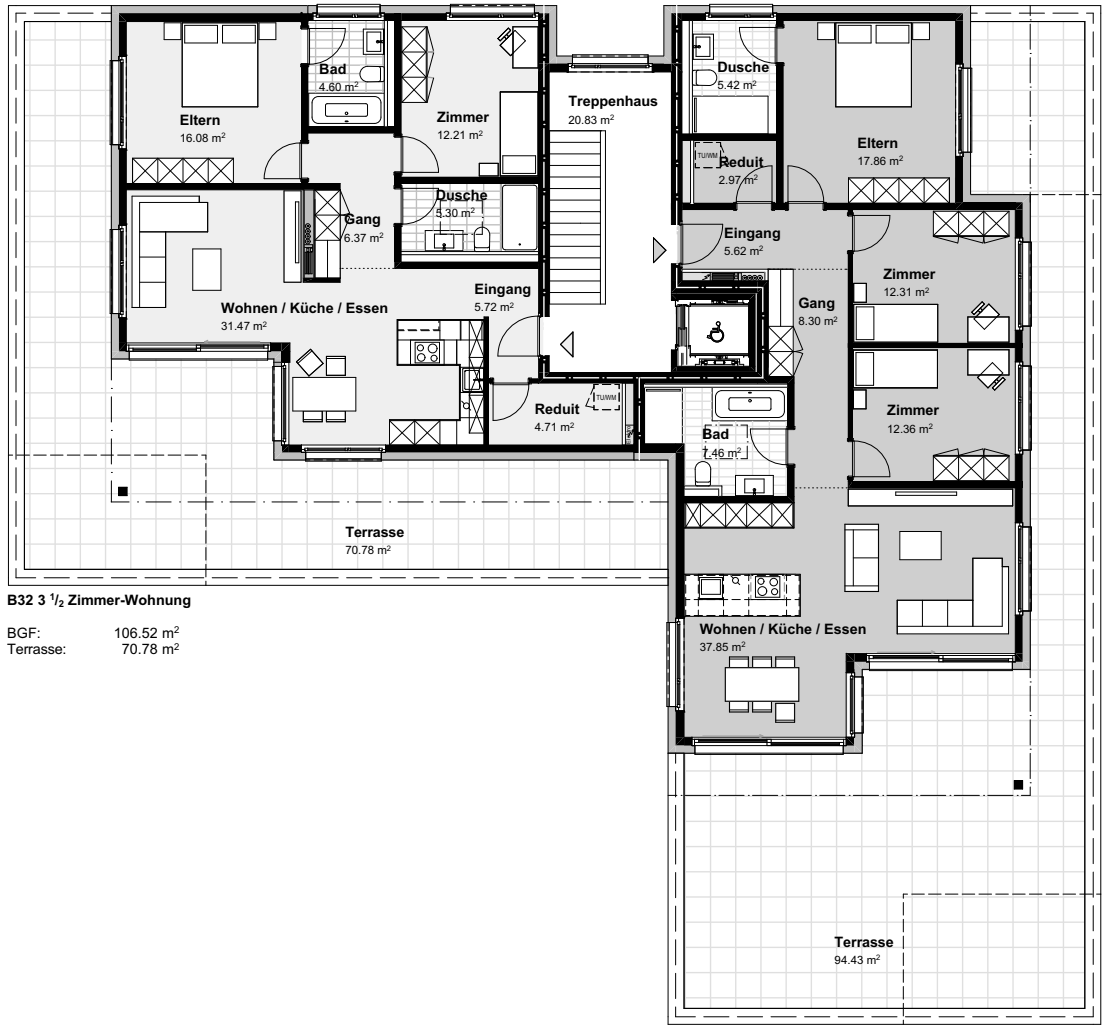 Bad
4.60 m²
Eltern
16.08 m²
Zimmer
12.21 m²
Treppenhaus
20.83 m²
Dusche
5.42 m²
Eltern
17.86 m²
TU/WM
Reduit
2.97 m²
Dusche
5.30 m²
Gang
6.37 m²
Eingang
5.62 m²
Zimmer
12.31 m²
Wohnen / Küche / Essen
31.47 m²
Eingang
5.72 m²
Gang
8.30 m²
Reduit
4.71 m²
TU/WM
Zimmer
12.36 m²
Bad
7.46 m²
Terrasse
70.78 m²
B32 3 ¹/₂ Zimmer-Wohnung
BGF: 106.52 m²
Terrasse: 70.78 m²
Wohnen / Küche / Essen
37.85 m²
Terrasse
94.43 m²